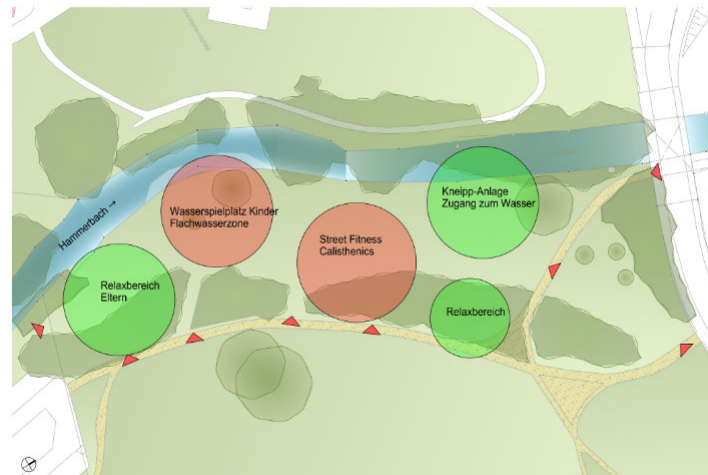 Hammerbach →
Wasserspielplatz Kinder
Flachwasserzone
Kneipp-Anlage
Zugang zum Wasser
Street Fitness
Calisthenics
Relaxbereich
Eltern
Relaxbereich